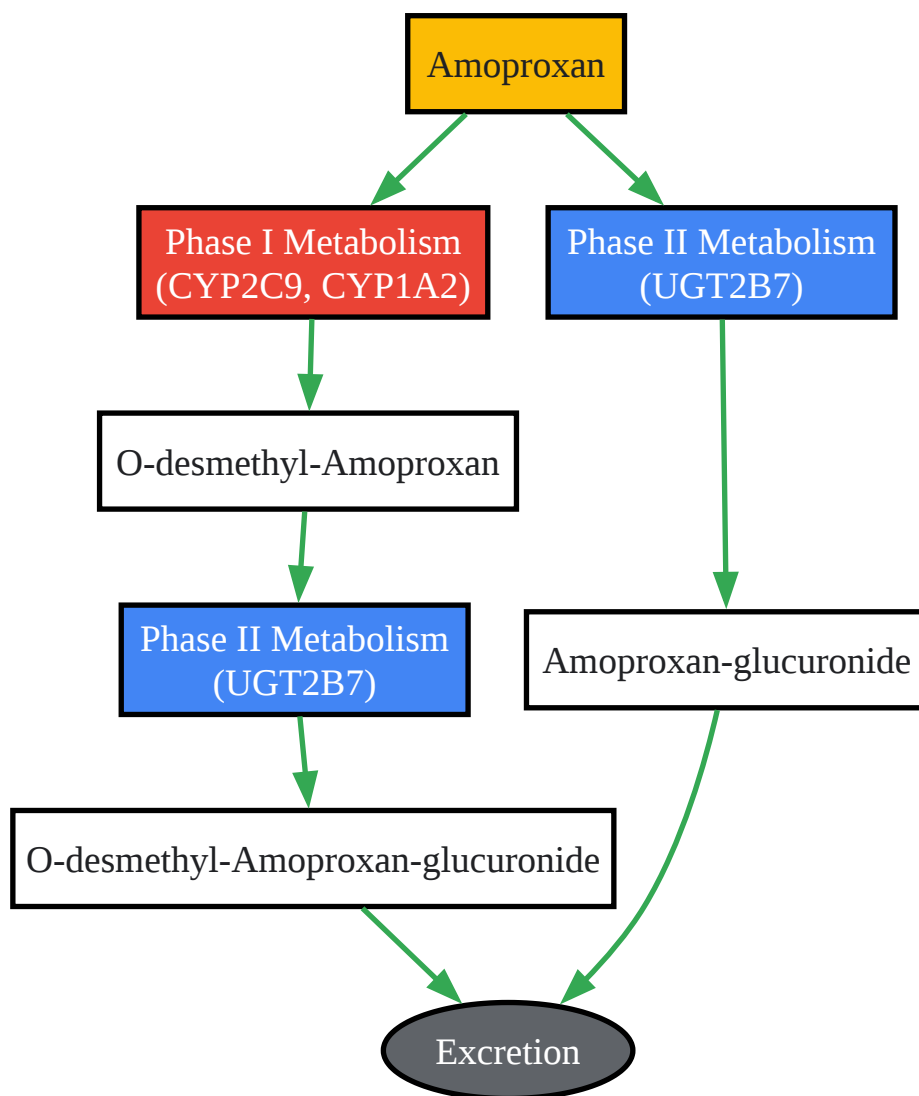 Amoproxan
Phase I Metabolism
(CYP2C9, CYP1A2)
Phase II Metabolism
(UGT2B7)
O-desmethyl-Amoproxan
Phase II Metabolism
(UGT2B7)
Amoproxan-glucuronide
O-desmethyl-Amoproxan-glucuronide
Excretion